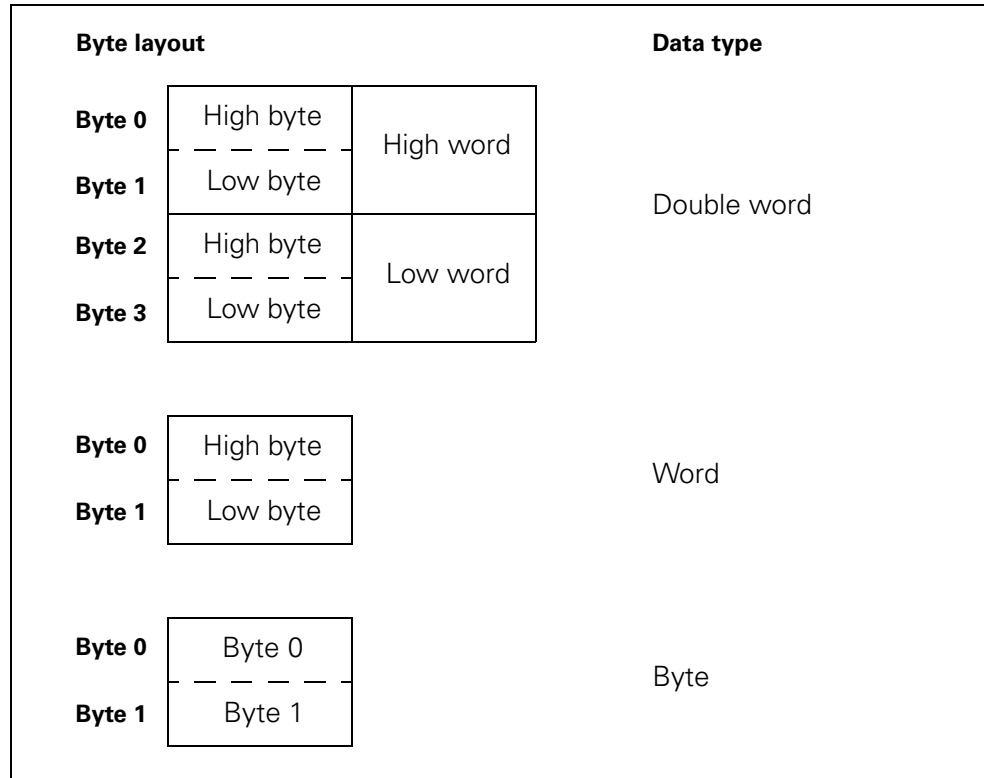 Byte layout Data type
Byte 0 High byte
High word
Byte 1 Low byte
Double word
Byte 2 High byte
Low word
Byte 3 Low byte
Byte 0 High byte
Word
Byte 1 Low byte
Byte 0 Byte 0
Byte
Byte 1 Byte 1